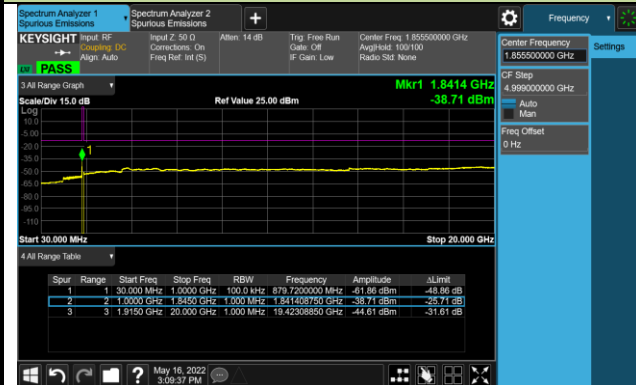 Spectrum Analyzer 1
Spurious Emissions
Spectrum Analyzer 2
Spurious Emissions
Frequency
KEYSIGHT
Input: RF
Coupling: DC
Align: Auto
Input Z: 50 Ω
Corrections: On
Freq Ref: Int (S)
Atten: 14 dB
Trig: Free Run
Gate: Off
IF Gain: Low
Center Freq: 1.855500000 GHz
Avg|Hold: 100/100
Radio Std: None
PASS
Center Frequency
1.855500000 GHz
Settings
CF Step
4.999000000 GHz
Auto
Man
Freq Offset
0 Hz
3 All Range Graph
Mkr1 1.8414 GHz
Scale/Div 15.0 dB
Ref Value 25.00 dBm
-38.71 dBm
Log
10.0
-5.00
-20.0
-35.0
-50.0
-65.0
-80.0
-95.0
-110
1
Start 30.000 MHz
Stop 20.000 GHz
4 All Range Table
Spur Range Start Freq Stop Freq RBW Frequency Amplitude ΔLimit
1 1 30.000 MHz 1.0000 GHz 100.0 kHz 879.7200000 MHz -61.86 dBm -48.86 dB
2 2 1.0000 GHz 1.8450 GHz 1.000 MHz 1.841408750 GHz -38.71 dBm -25.71 dB
3 3 1.9150 GHz 20.000 GHz 1.000 MHz 19.42308850 GHz -44.61 dBm -31.61 dB
May 16, 2022
3:09:37 PM